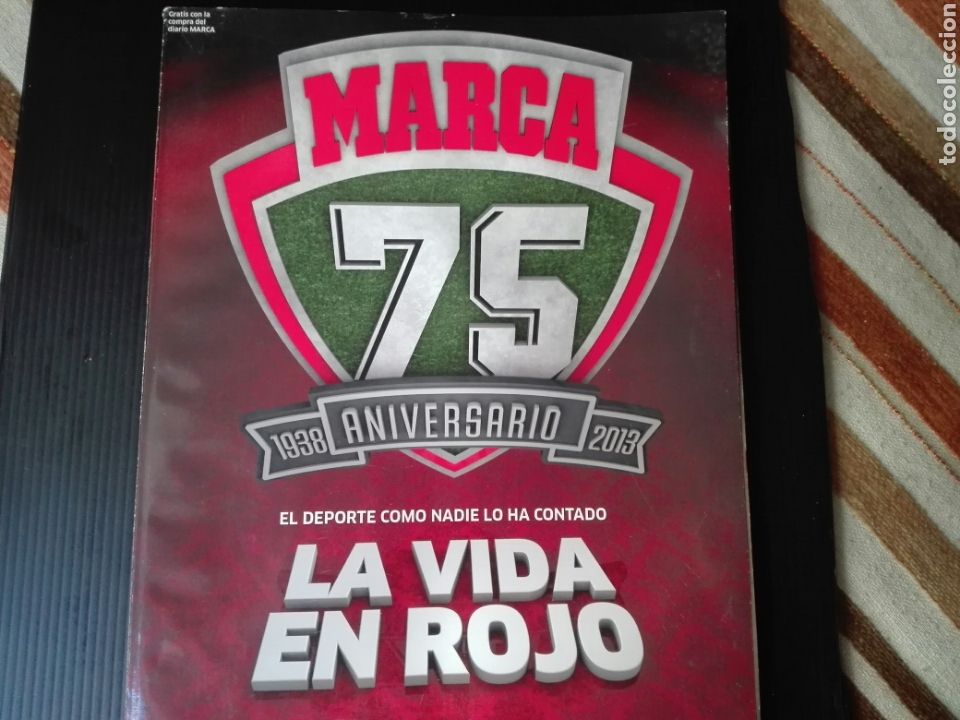 Gratis con la
compra del
diario MARCA
MARCA
75
1938 ANIVERSARIO 2013
EL DEPORTE COMO NADIE LO HA CONTADO
LA VIDA
EN ROJO
todocoleccion